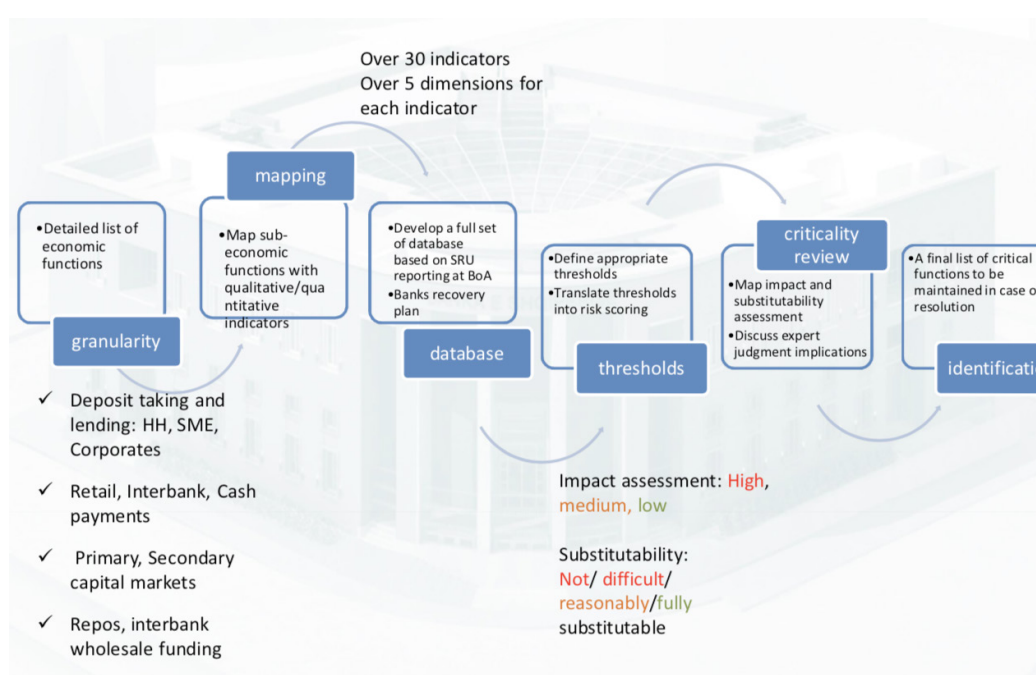 Over 30 indicators
Over 5 dimensions for
each indicator
•Detailed list of
economic
functions
granularity
mapping
•Map sub-
economic
functions with
qualitative/qua
ntitative
indicators
•Develop a full set
of database
based on SRU
reporting at BoA
•Banks recovery
plan
database
•Define appropriate
thresholds
•Translate thresholds
into risk scoring
thresholds
criticality
review
•Map impact and
substitutability
assessment
•Discuss expert
judgment implications
•A final list of critical
functions to be
maintained in case o
resolution
identificati
✓ Deposit taking and
lending: HH, SME,
Corporates
✓ Retail, Interbank, Cash
payments
✓ Primary, Secondary
capital markets
✓ Repos, interbank
wholesale funding
Impact assessment: High,
medium, low
Substitutability:
Not/ difficult/
reasonably/fully
substitutable